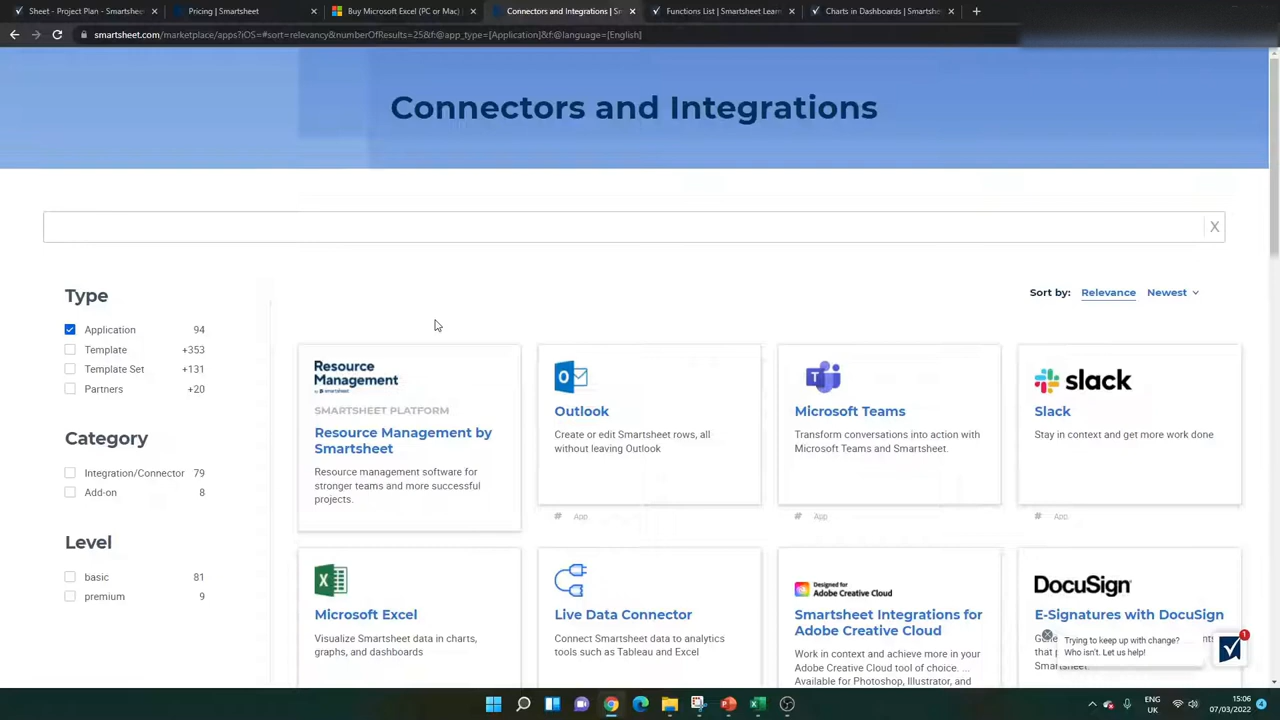 Sheet - Project Plan - Smartshe
Pricing | Smartsheet
Buy Microsoft Excel (PC or Mac)
Connectors and Integrations | Sm
Functions List | Smartsheet Learn
Charts in Dashboards | Smartshe
smartsheet.com/marketplace/apps?iOS=#sort=relevancy&numberOfResults=25&f:@app_type=[Application]&f:@language=[English]
Connectors and Integrations
X
Type
Application 94
Template +353
Template Set +131
Partners +20
Category
Integration/Connector 79
Add-on 8
Level
basic 81
premium 9
Sort by: Relevance Newest
Resource
Management
by smartsheet
SMARTSHEET PLATFORM
Resource Management by
Smartsheet
Resource management software for
stronger teams and more successful
projects.
Outlook
Create or edit Smartsheet rows, all
without leaving Outlook
# App
Microsoft Teams
Transform conversations into action with
Microsoft Teams and Smartsheet.
# App
slack
Slack
Stay in context and get more work done
# App
Microsoft Excel
Visualize Smartsheet data in charts,
graphs, and dashboards
Live Data Connector
Connect Smartsheet data to analytics
tools such as Tableau and Excel
Designed for
Adobe Creative Cloud
Smartsheet Integrations for
Adobe Creative Cloud
Work in context and achieve more in your
Adobe Creative Cloud tool of choice. ...
Available for Photoshop, Illustrator, and
DocuSign
E-Signatures with DocuSign
Smartsheet.
Trying to keep up with change?
Who isn't. Let us help!
1
ENG
UK
15:06
07/03/2022